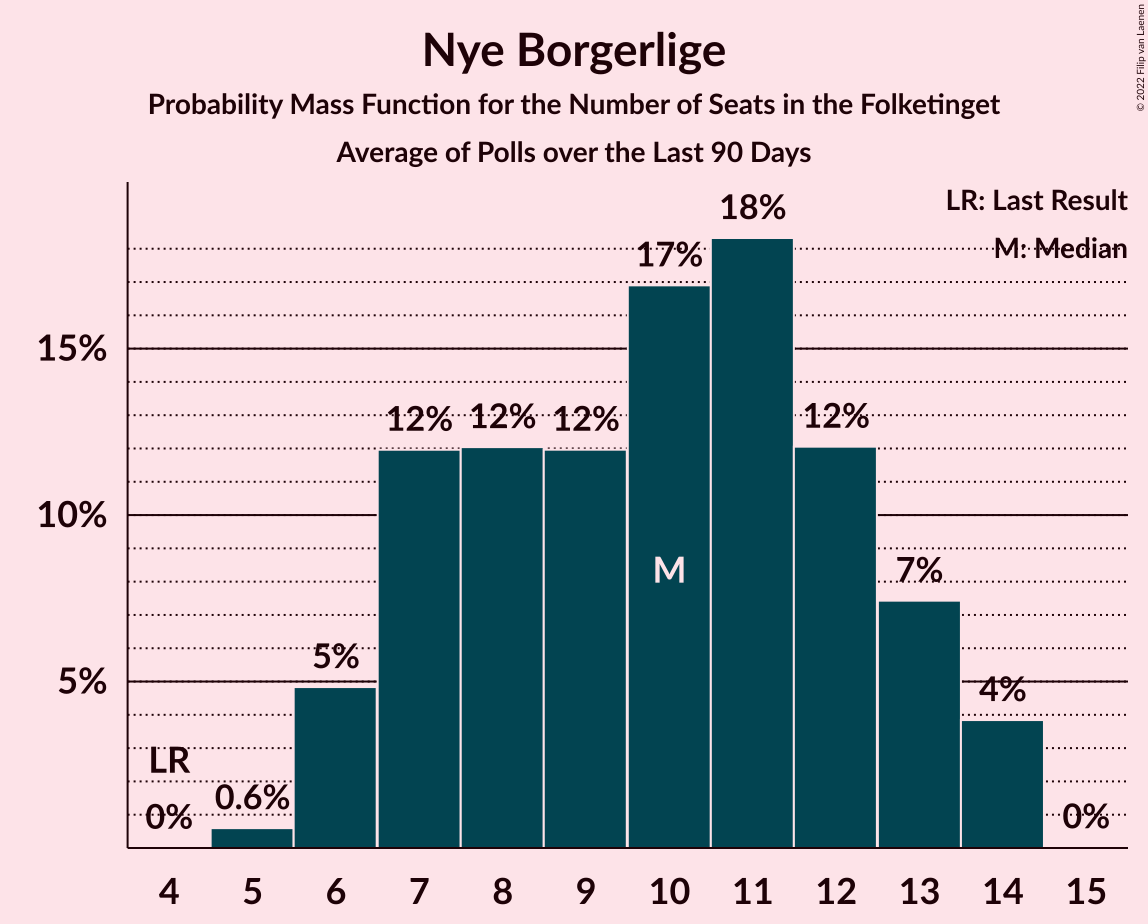 Nye Borgerlige
Probability Mass Function for the Number of Seats in the Folketinget
Average of Polls over the Last 90 Days
© 2022 Filip van Laenen
LR: Last Result
M: Median
18%
17%
15%
12% 12% 12% 12%
10%
M
7%
5%
5%
4%
LR
0.6%
0% 0%
4 5 6 7 8 9 10 11 12 13 14 15